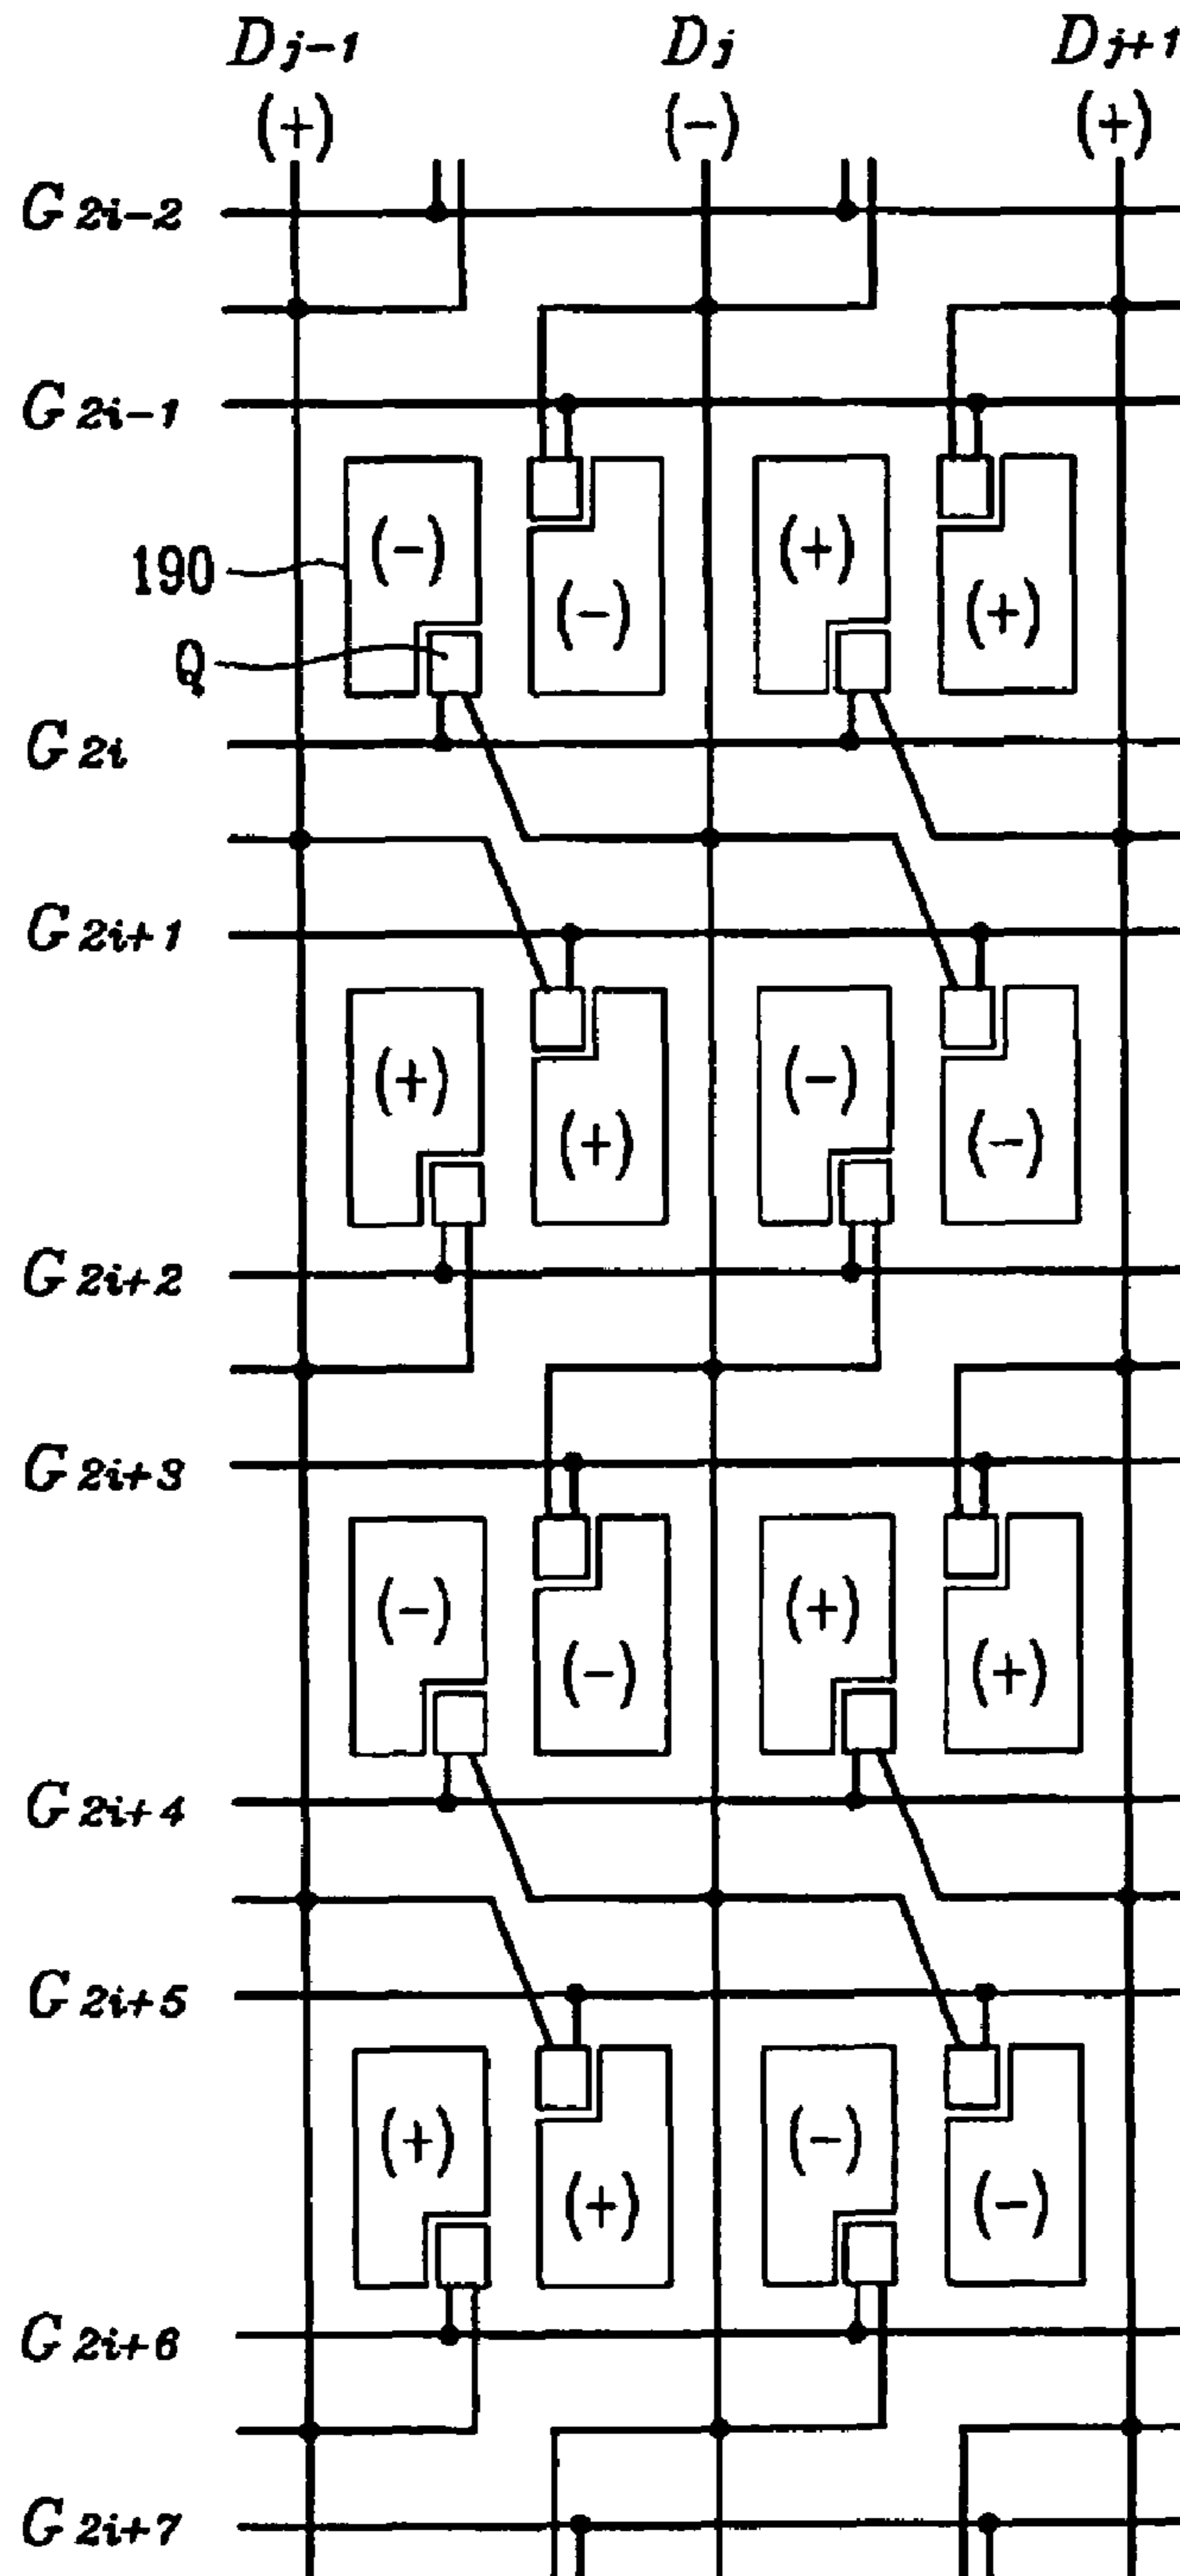 Dj-1 Dj Dj+1
(+) (-) (+)
G2i-2
G2i-1
(-) (+)
190
(-) (+)
Q
G2i
G2i+1
(+) (-)
(+) (-)
G2i+2
G2i+3
(-) (+)
(-) (+)
G2i+4
G2i+5
(+) (-)
(+) (-)
G2i+6
G2i+7